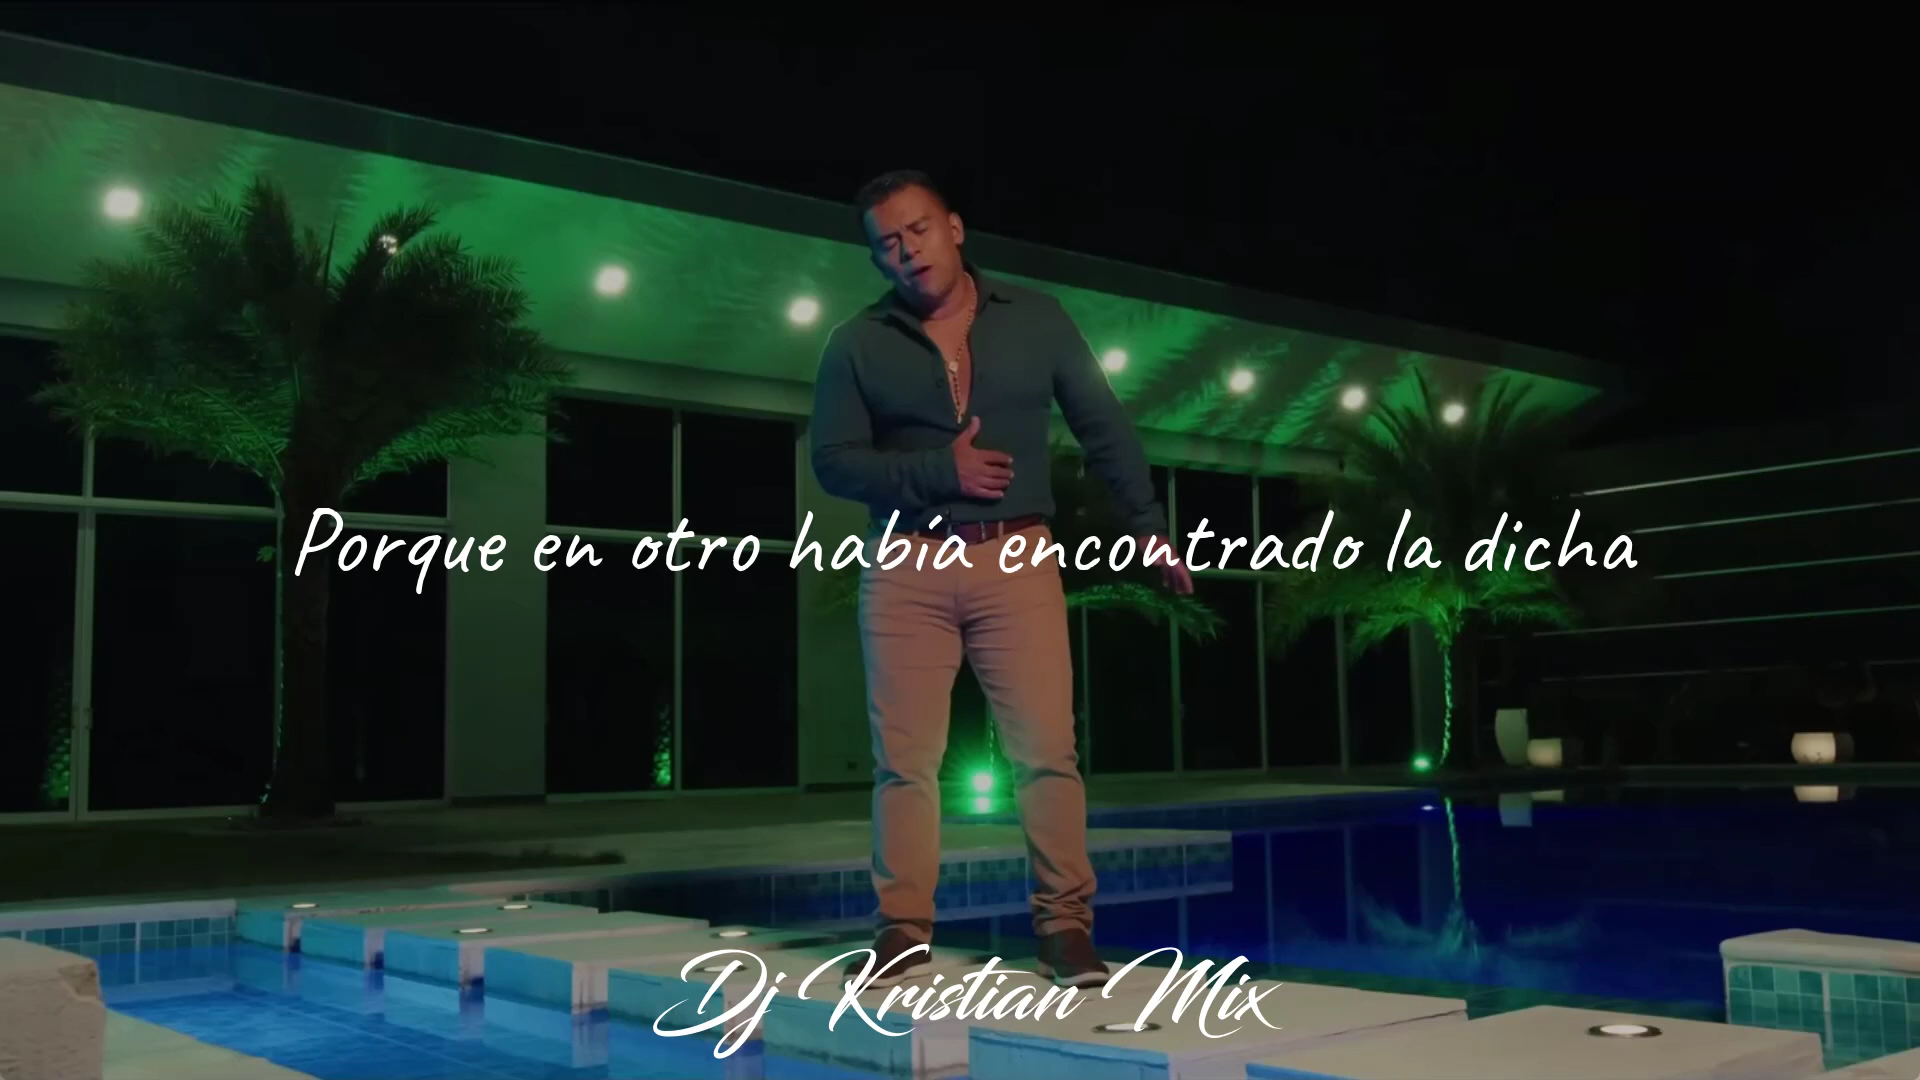 Porque en otro había encontrado la dicha
Dj Kristian Mix